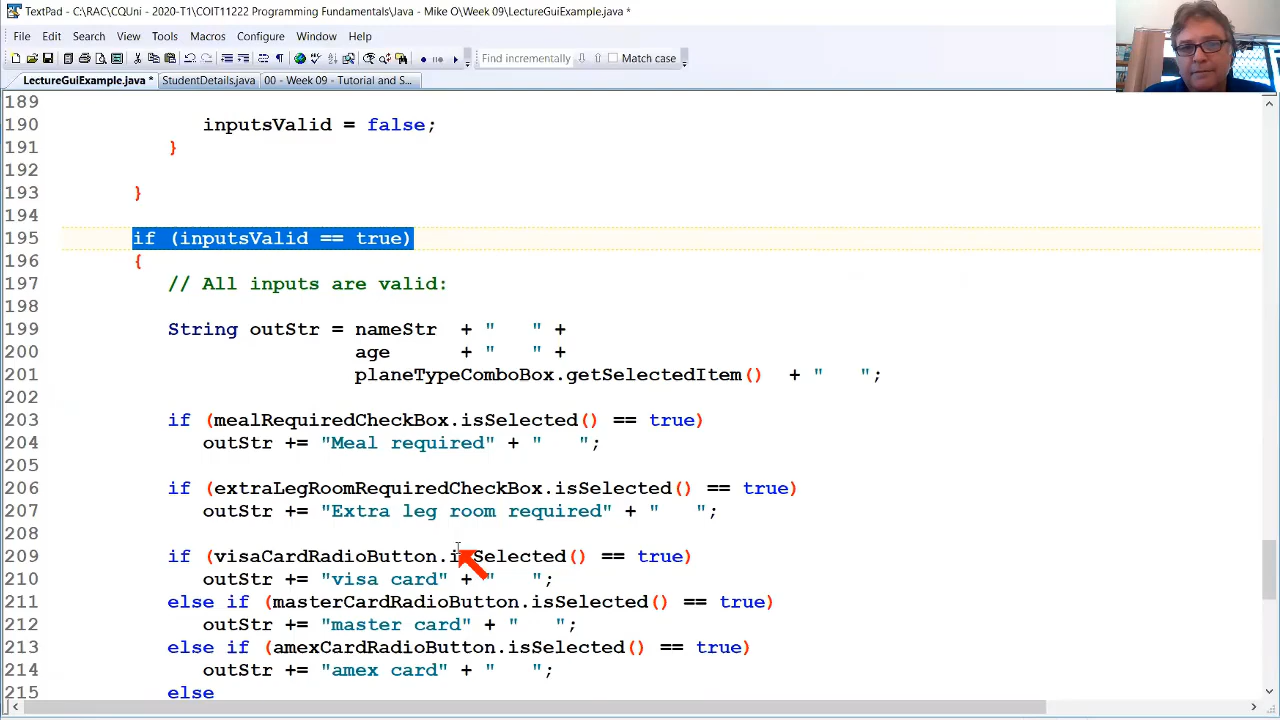 TextPad - C:\RAC\CQUni - 2020-T1\COIT11222 Programming Fundamentals\Java - Mike O\Week 09\LectureGuiExample.java *
File Edit Search View Tools Macros Configure Window Help
Find incrementally Match case
LectureGuiExample.java * StudentDetails.java 00 - Week 09 - Tutorial and S...
189
190 inputsValid = false;
191 }
192
193 }
194
195 if (inputsValid == true)
196 {
197 // All inputs are valid:
198
199 String outStr = nameStr + "   " +
200 age + "   " +
201 planeTypeComboBox.getSelectedItem() + "   ";
202
203 if (mealRequiredCheckBox.isSelected() == true)
204 outStr += "Meal required" + "   ";
205
206 if (extraLegRoomRequiredCheckBox.isSelected() == true)
207 outStr += "Extra leg room required" + "   ";
208
209 if (visaCardRadioButton.isSelected() == true)
210 outStr += "visa card" + "   ";
211 else if (masterCardRadioButton.isSelected() == true)
212 outStr += "master card" + "   ";
213 else if (amexCardRadioButton.isSelected() == true)
214 outStr += "amex card" + "   ";
215 else